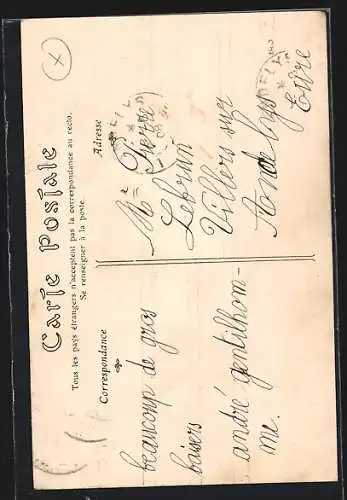 Carte Postale
Tous les pays étrangers n'acceptent pas la correspondance au recto.
Se renseigner à la poste.
Correspondance
Adresse
beaucoup de gros
baisers
andré gentilhom-
me.
Mr Pierre
Lebrun
Villers sur
Eure